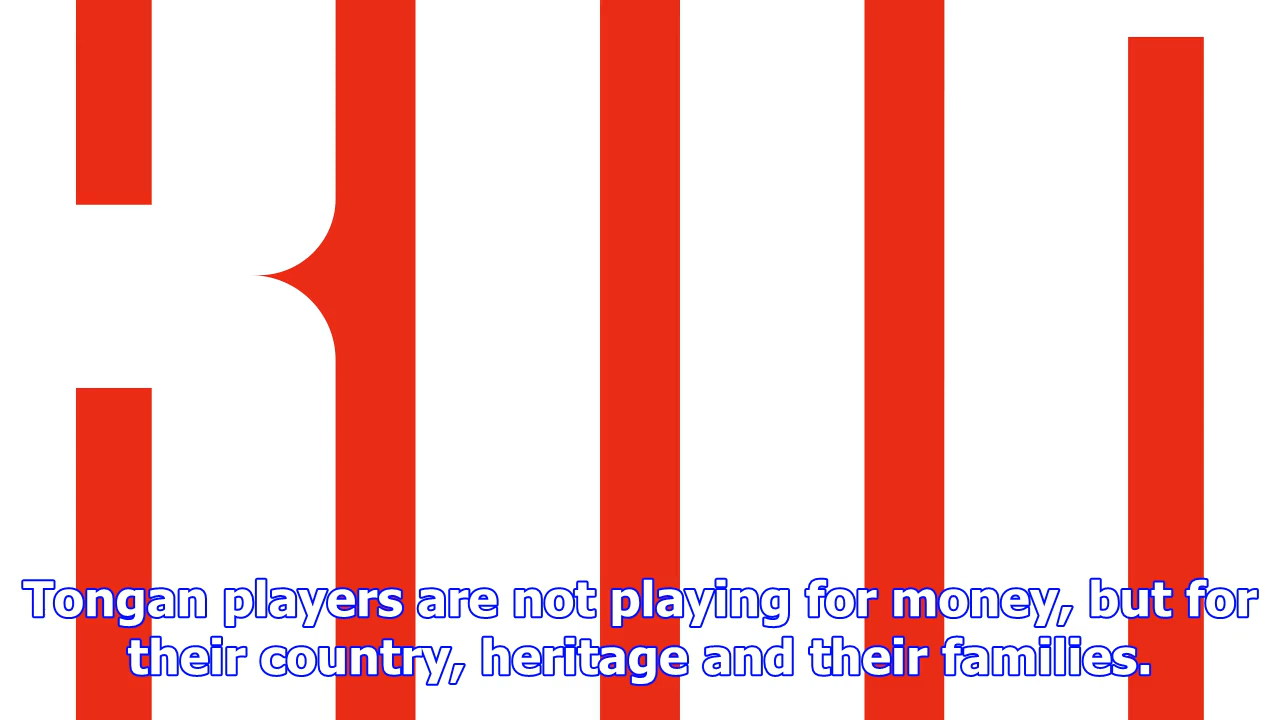 Tongan players are not playing for money, but for
their country, heritage and their families.